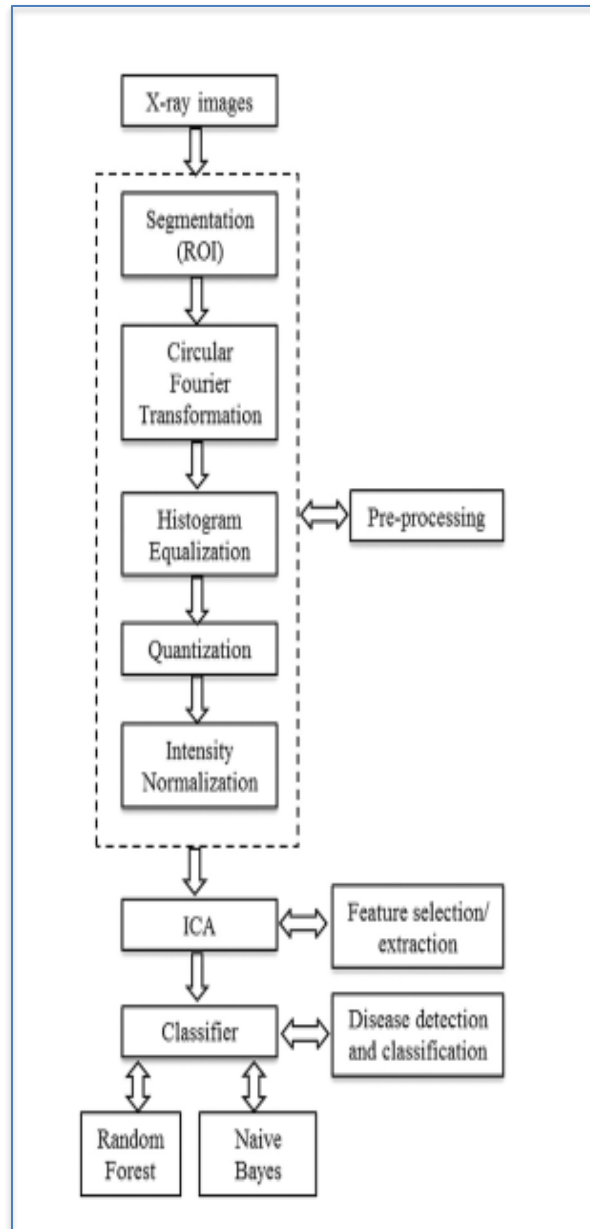 X-ray images
Segmentation
(ROI)
Circular
Fourier
Transformation
Histogram
Equalization
Pre-processing
Quantization
Intensity
Normalization
ICA
Feature selection/
extraction
Classifier
Disease detection
and classification
Random
Forest
Naive
Bayes